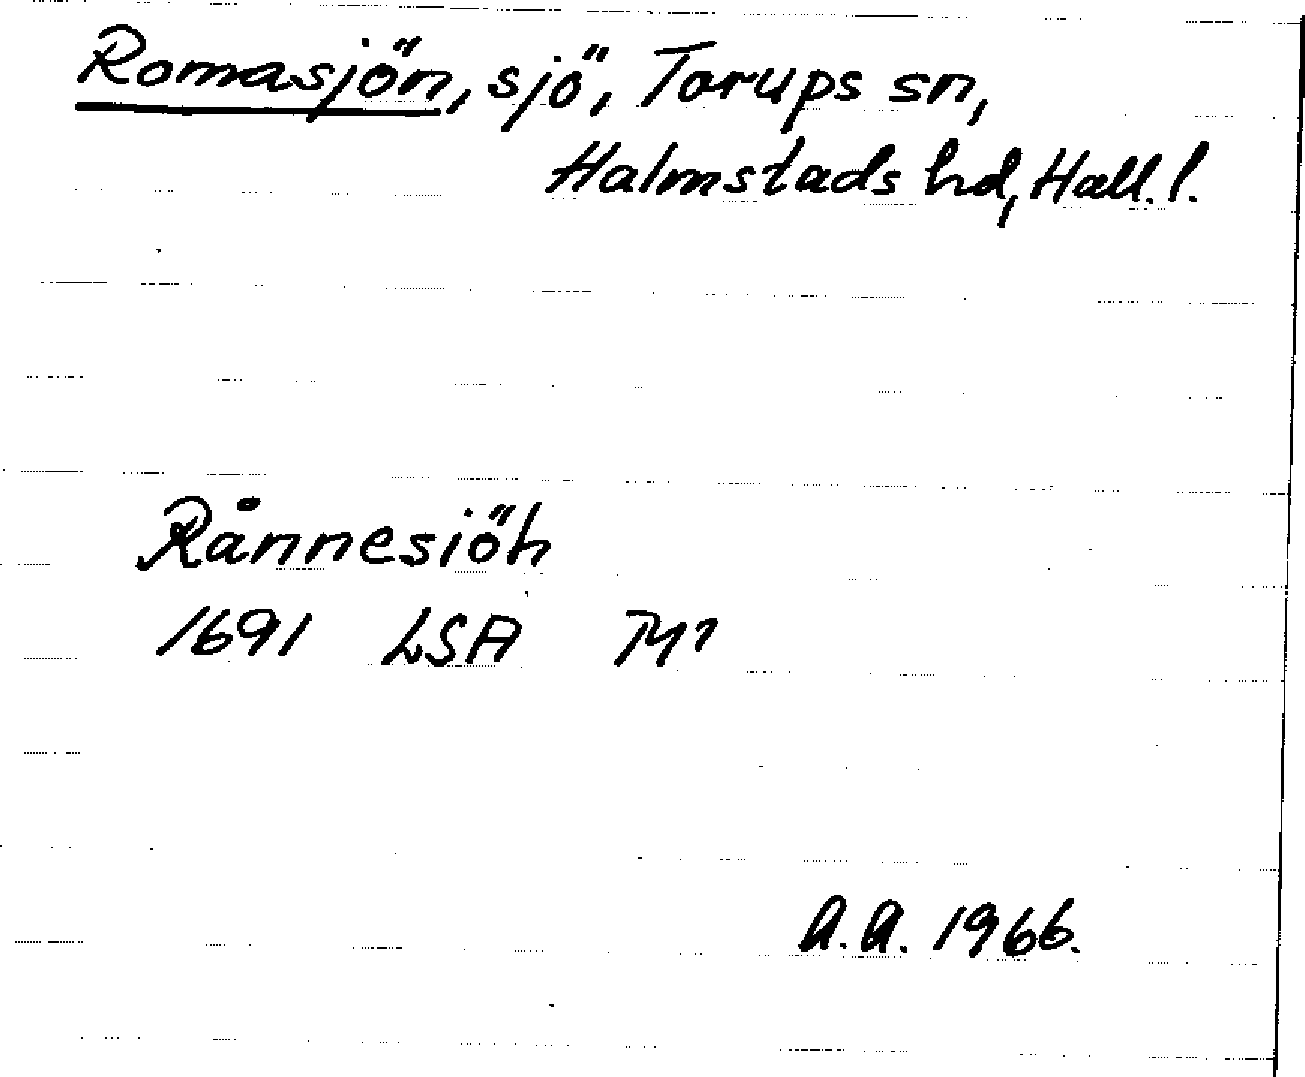 Romasjön, sjö, Torups sn,
Halmstads hd, Hall. l.
Rånnesiöh
1691 LSA
A.A. 1966.